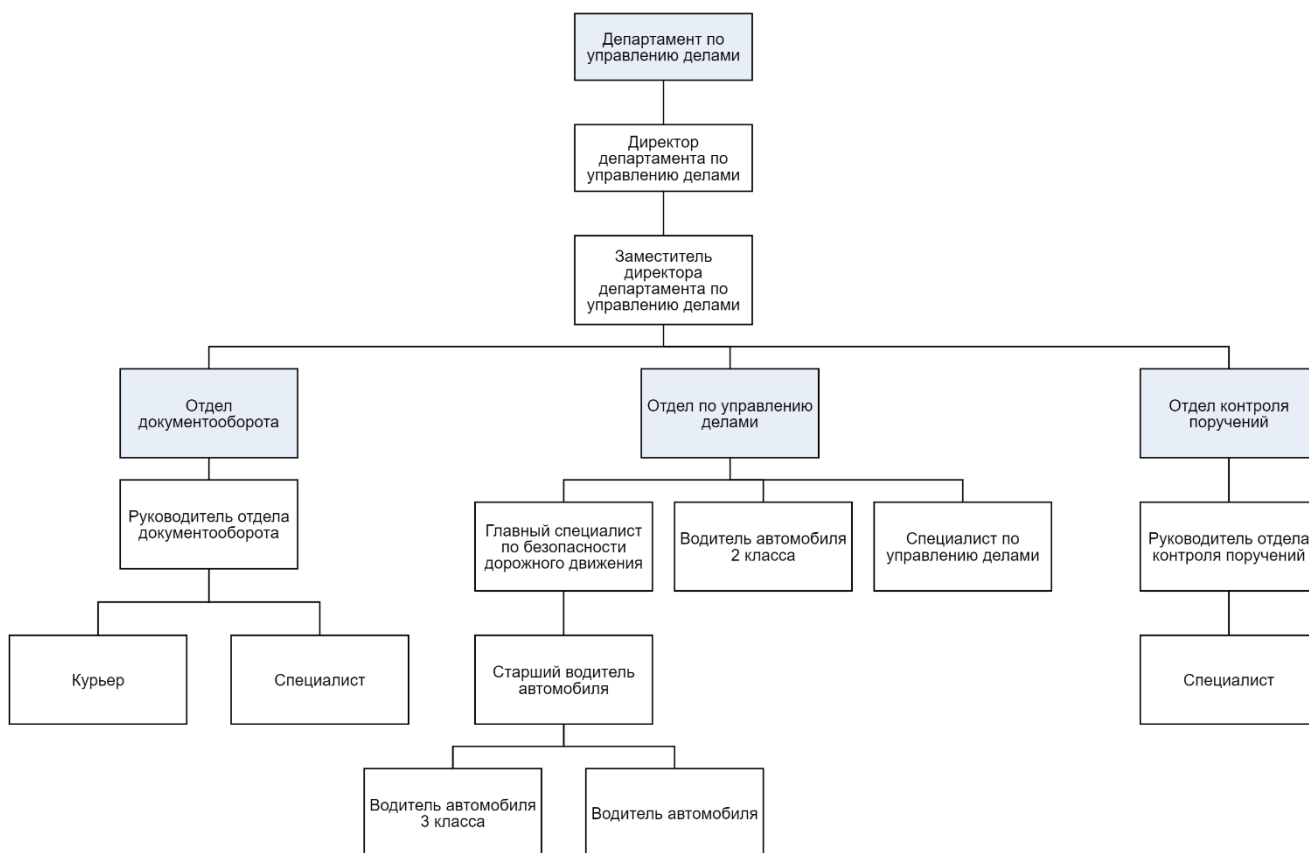 Департамент по
управлению делами
Директор
департамента по
управлению делами
Заместитель
директора
департамента по
управлению делами
Отдел
документооборота
Отдел по управлению
делами
Отдел контроля
поручений
Руководитель отдела
документооборота
Главный специалист
по безопасности
дорожного движения
Водитель автомобиля
2 класса
Специалист по
управлению делами
Руководитель отдела
контроля поручений
Курьер
Специалист
Старший водитель
автомобиля
Специалист
Водитель автомобиля
3 класса
Водитель автомобиля